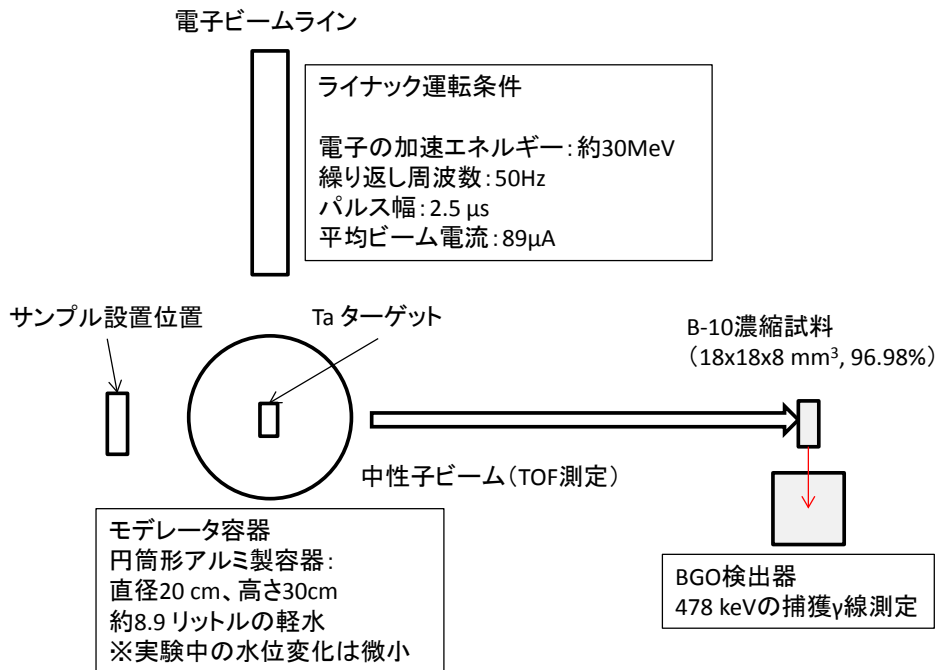 電子ビームライン
ライナック運転条件
電子の加速エネルギー：約30MeV
繰り返し周波数：50Hz
パルス幅：2.5 μs
平均ビーム電流：89μA
サンプル設置位置
Ta ターゲット
B-10濃縮試料
（18x18x8 mm³, 96.98%）
中性子ビーム（TOF測定）
モデレータ容器
円筒形アルミ製容器：
直径20 cm、高さ30cm
約8.9 リットルの軽水
※実験中の水位変化は微小
BGO検出器
478 keVの捕獲γ線測定